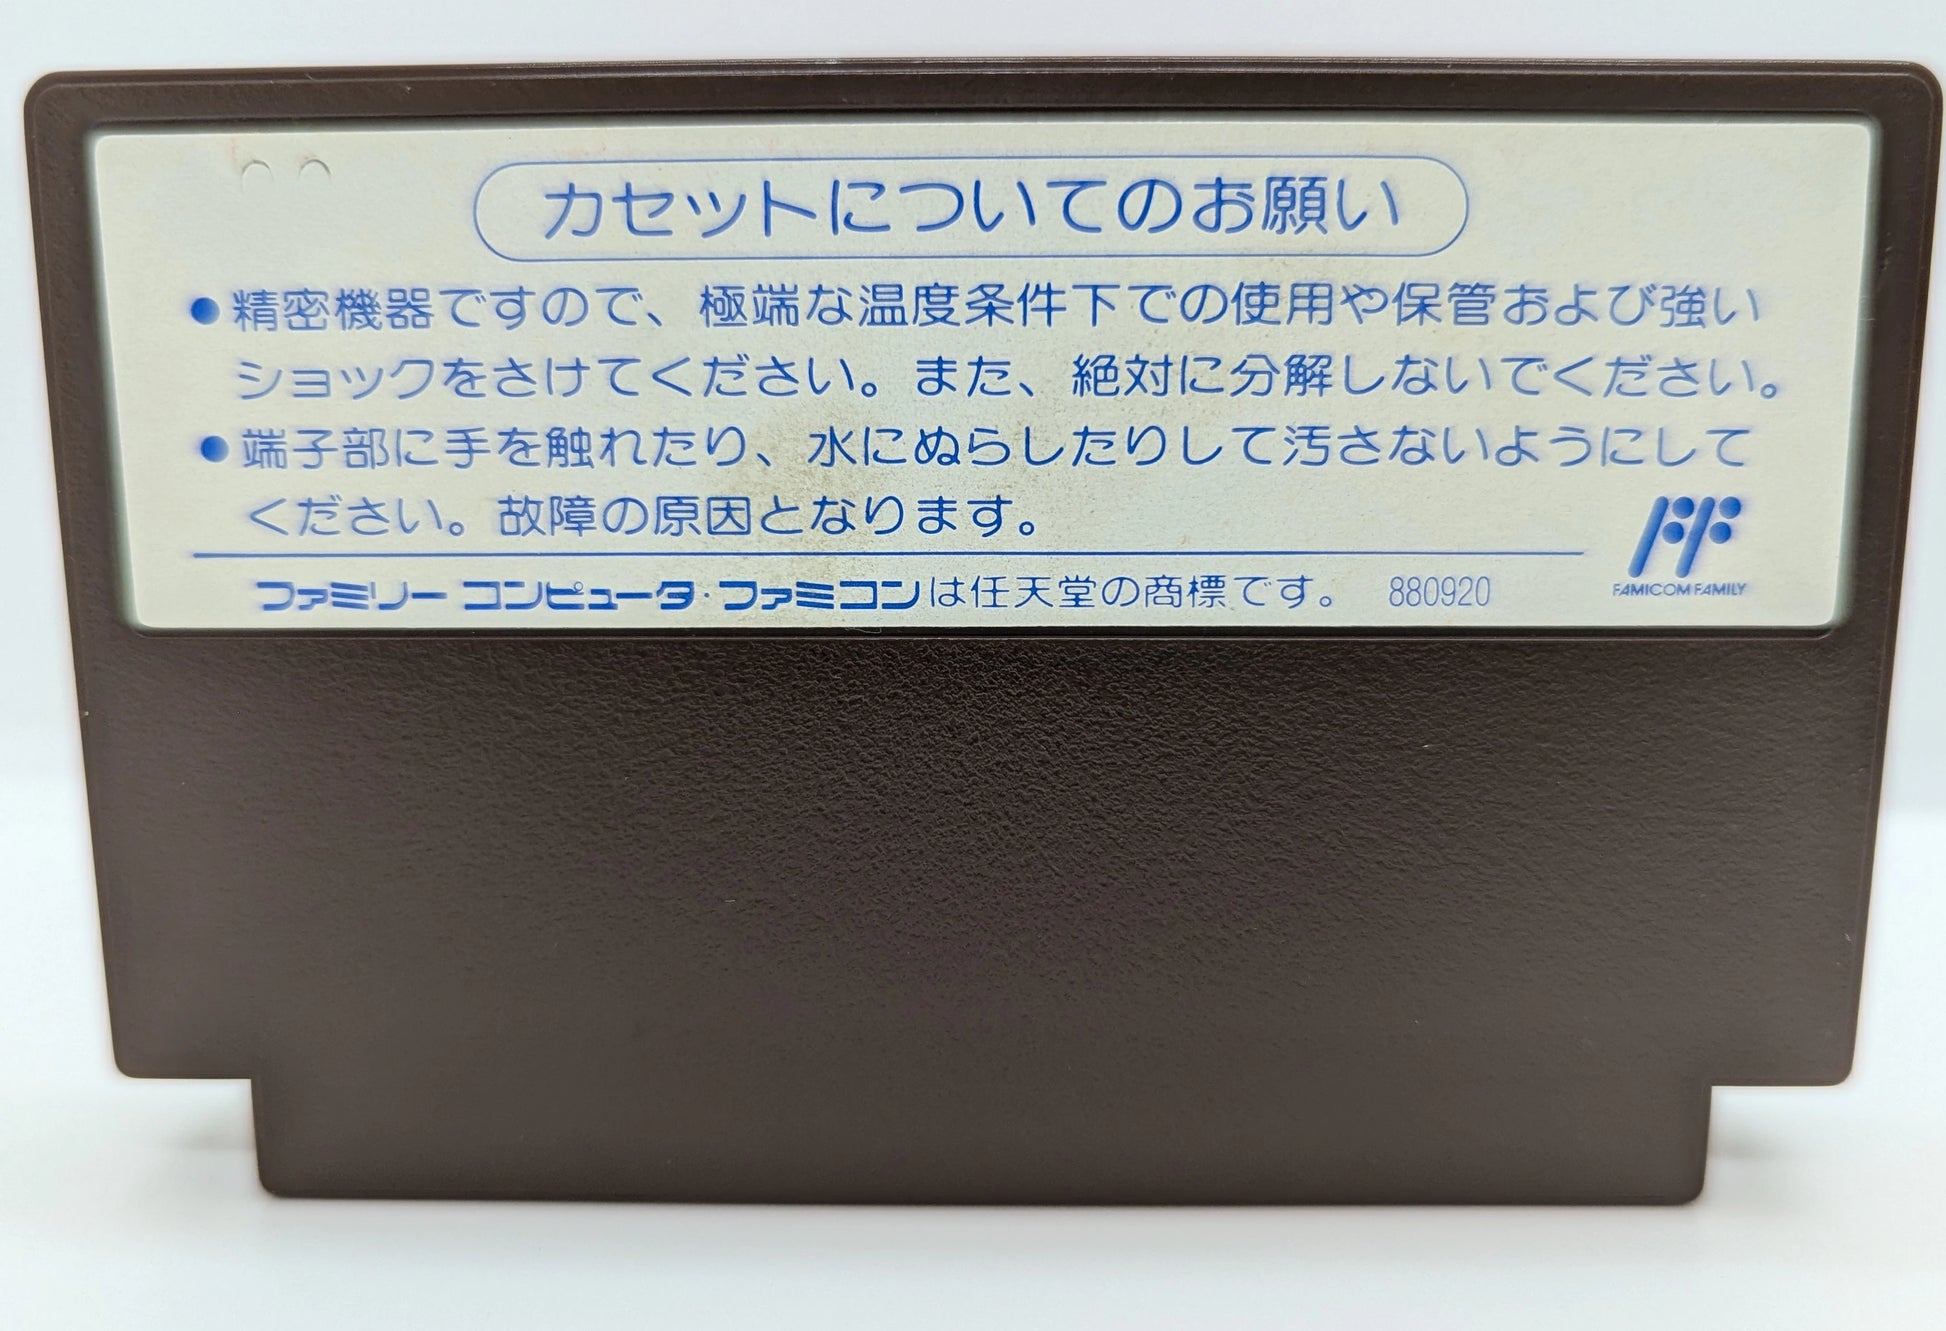 カセットについてのお願い
●精密機器ですので、極端な温度条件下での使用や保管および強い
ショックをさけてください。また、絶対に分解しないでください。
●端子部に手を触れたり、水にぬらしたりして汚さないようにして
ください。故障の原因となります。
ファミリーコンピュータ・ファミコンは任天堂の商標です。 880920
FF
FAMICOM FAMILY